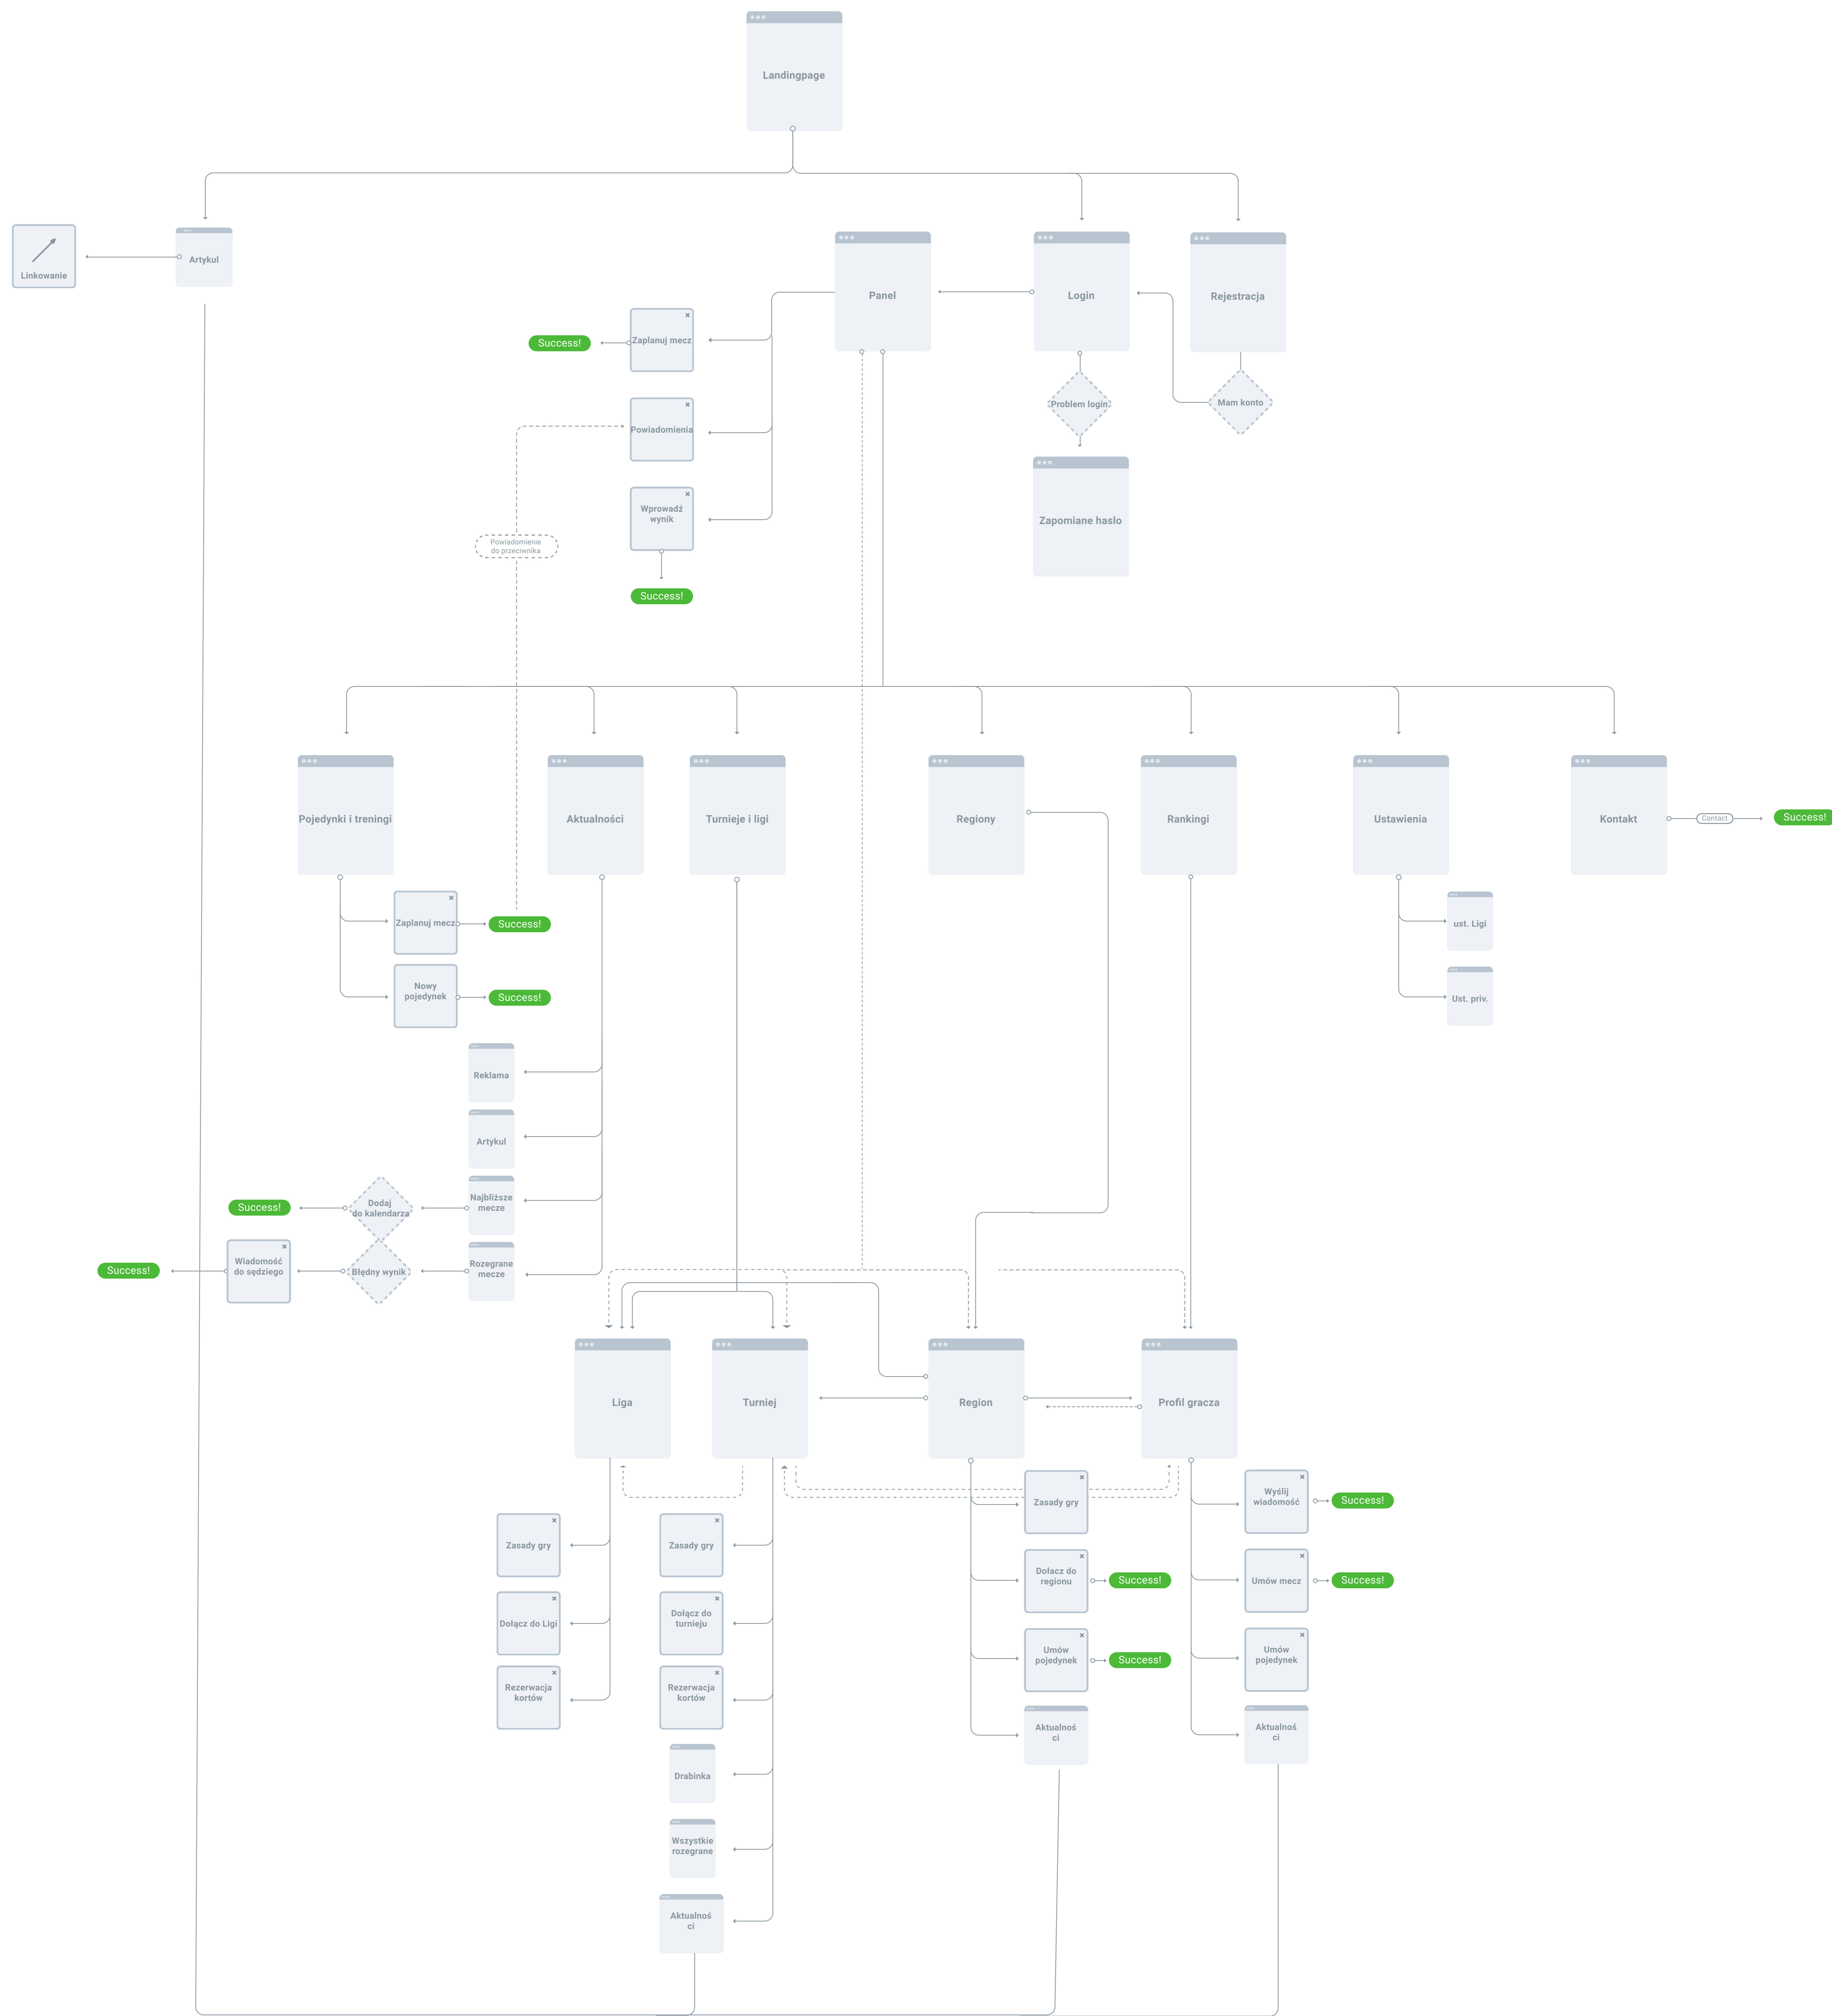 Landingpage
Linkowanie
Artykul
Panel
Login
Rejestracja
Success!
Zaplanuj mecz
Problem login
Mam konto
Powiadomienia
Wprowadź
wynik
Zapomiane haslo
Powiadomienie
do przeciwnika
Success!
Pojedynki i treningi
Aktualności
Turnieje i ligi
Regiony
Rankingi
Ustawienia
Kontakt
Contact
Success!
Zaplanuj mecz
Success!
ust. Ligi
Nowy
pojedynek
Success!
Ust. priv.
Reklama
Artykul
Success!
Dodaj
do kalendarza
Najbliższe
mecze
Success!
Wiadomość
do sędziego
Błędny wynik
Rozegrane
mecze
Liga
Turniej
Region
Profil gracza
Zasady gry
Wyślij
wiadomość
Success!
Zasady gry
Zasady gry
Dołacz do
regionu
Success!
Umów mecz
Success!
Dołącz do Ligi
Dołącz do
turnieju
Umów
pojedynek
Success!
Umów
pojedynek
Rezerwacja
kortów
Rezerwacja
kortów
Aktualnoś
ci
Aktualnoś
ci
Drabinka
Wszystkie
rozegrane
Aktualnoś
ci